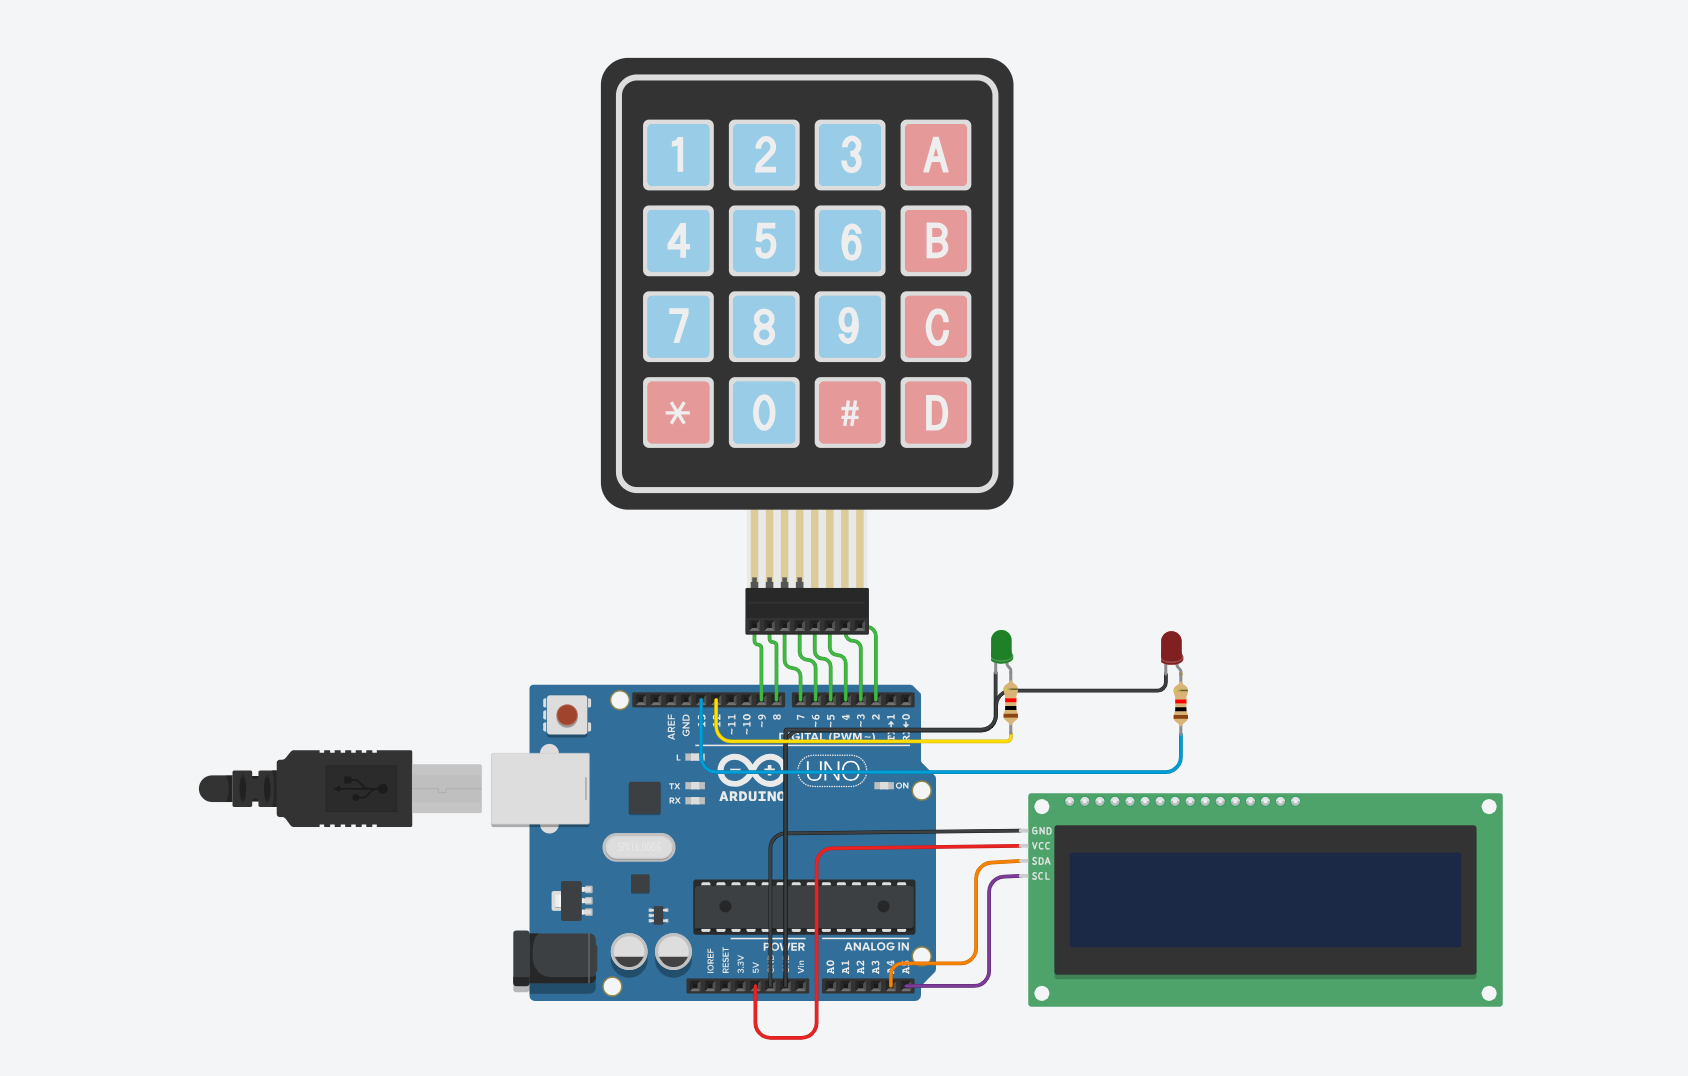 1 2 3 A
4 5 6 B
7 8 9 C
* 0 # D
AREF
GND
13
12
~11
~10
~9
8
7
~6
~5
4
~3
2
TX→1
RX←0
DIGITAL (PWM~)
L
TX
RX
ARDUINO
UNO
ON
GND
VCC
SDA
SCL
POWER
ANALOG IN
IOREF
RESET
3.3V
5V
GND
GND
Vin
A0
A1
A2
A3
A4
A5